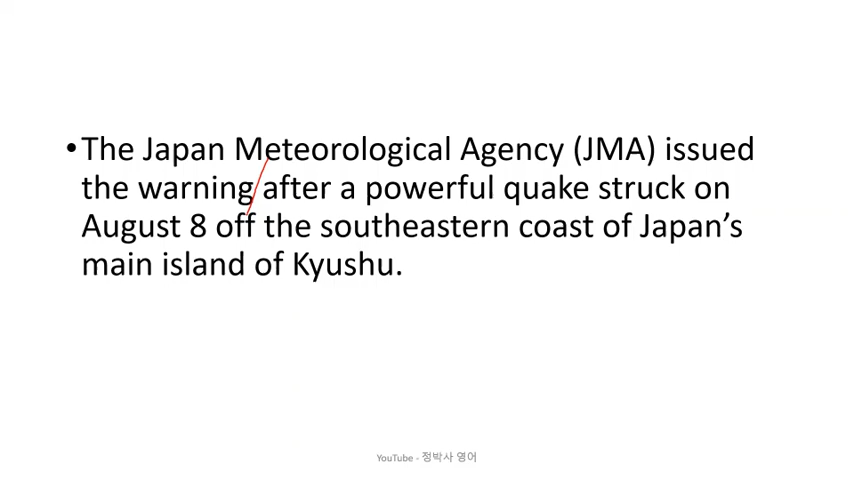 •The Japan Meteorological Agency (JMA) issued
the warning after a powerful quake struck on
August 8 off the southeastern coast of Japan’s
main island of Kyushu.
YouTube - 정박사 영어